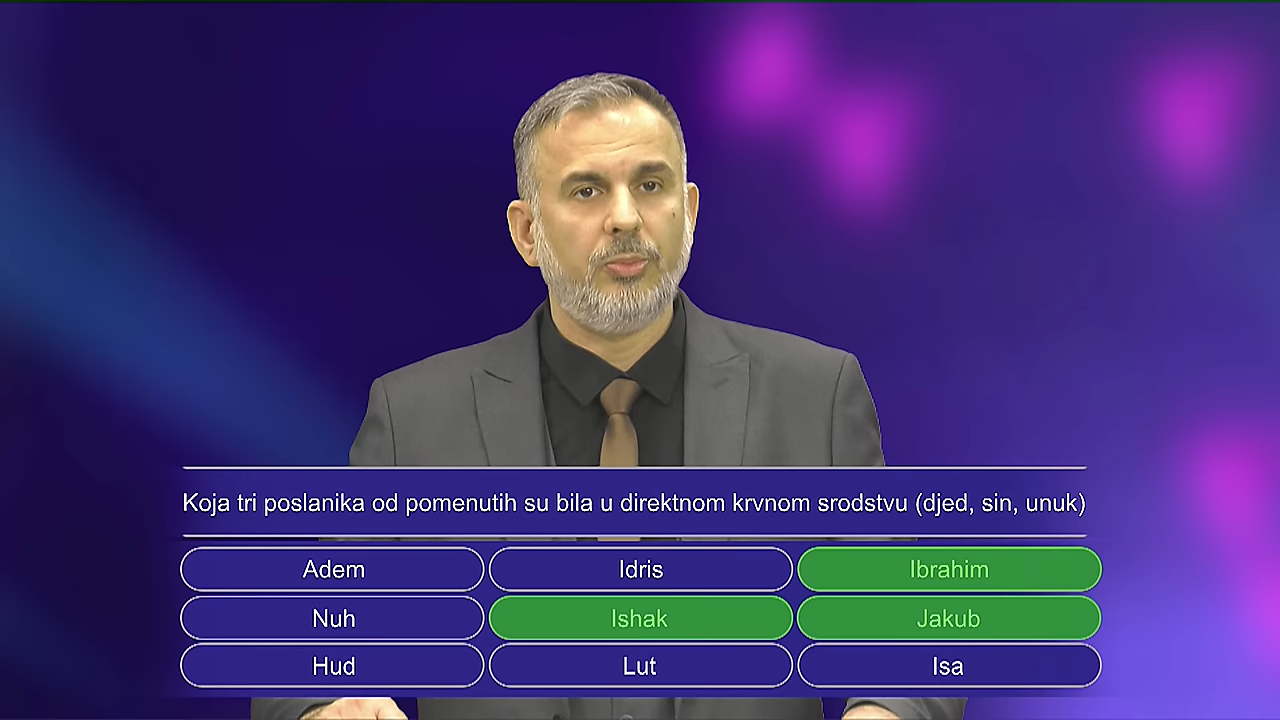 Koja tri poslanika od pomenutih su bila u direktnom krvnom srodstvu (djed, sin, unuk)
Adem
Idris
Ibrahim
Nuh
Ishak
Jakub
Hud
Lut
Isa